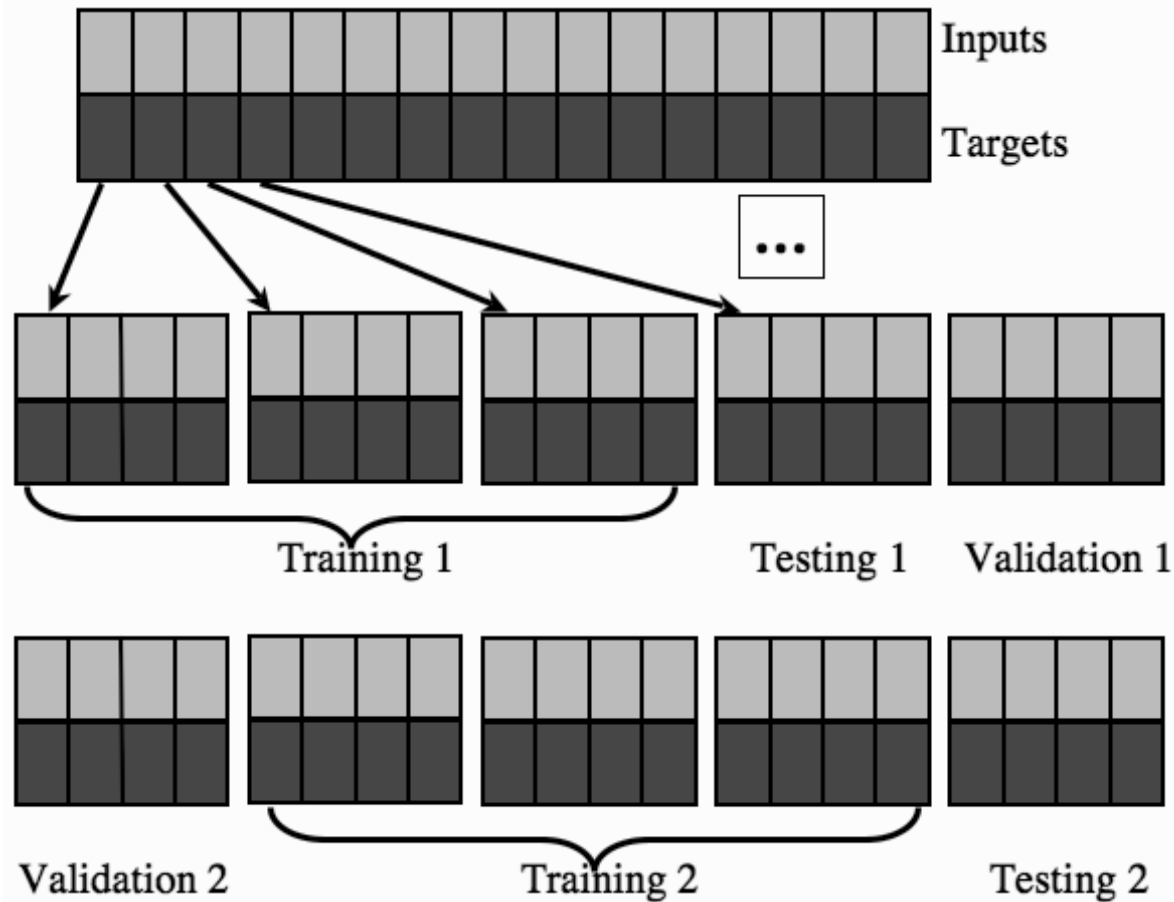 Inputs
Targets
...
Training 1
Testing 1
Validation 1
Validation 2
Training 2
Testing 2